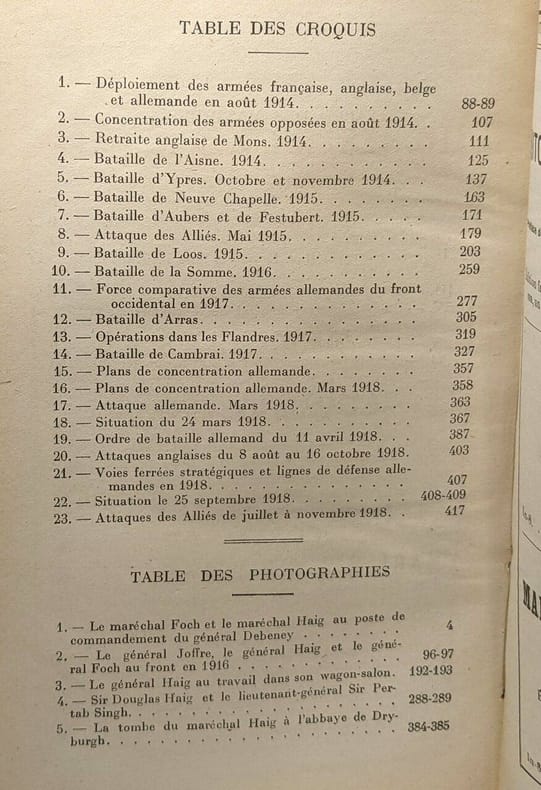 TABLE DES CROQUIS
1. — Déploiement des armées française, anglaise, belge
et allemande en août 1914. . . . . . . . . . 88-89
2. — Concentration des armées opposées en août 1914. . 107
3. — Retraite anglaise de Mons. 1914. . . . . . . . . 111
4. — Bataille de l'Aisne. 1914. . . . . . . . . . . . 125
5. — Bataille d'Ypres. Octobre et novembre 1914. . . 137
6. — Bataille de Neuve Chapelle. 1915. . . . . . . . 163
7. — Bataille d'Aubers et de Festubert. 1915. . . . . 171
8. — Attaque des Alliés. Mai 1915. . . . . . . . . . 179
9. — Bataille de Loos. 1915. . . . . . . . . . . . . 203
10. — Bataille de la Somme. 1916. . . . . . . . . . . 259
11. — Force comparative des armées allemandes du front
occidental en 1917. . . . . . . . . . . . . . . 277
12. — Bataille d'Arras. . . . . . . . . . . . . . . . 305
13. — Opérations dans les Flandres. 1917. . . . . . . . 319
14. — Bataille de Cambrai. 1917. . . . . . . . . . . . 327
15. — Plans de concentration allemande. . . . . . . . 357
16. — Plans de concentration allemande. Mars 1918. . . 358
17. — Attaque allemande. Mars 1918. . . . . . . . . . 363
18. — Situation du 24 mars 1918. . . . . . . . . . . . 367
19. — Ordre de bataille allemand du 11 avril 1918. . . 387
20. — Attaques anglaises du 8 août au 16 octobre 1918. 403
21. — Voies ferrées stratégiques et lignes de défense alle-
mandes en 1918. . . . . . . . . . . . . . . . . 407
22. — Situation le 25 septembre 1918. . . . . . . . . 408-409
23. — Attaques des Alliés de juillet à novembre 1918. . 417
TABLE DES PHOTOGRAPHIES
1. — Le maréchal Foch et le maréchal Haig au poste de
commandement du général Debeney . . . . . . . . 4
2. — Le général Joffre, le général Haig et le géné-
ral Foch au front en 1916 . . . . . . . . . . . . 96-97
3. — Le général Haig au travail dans son wagon-salon. 192-193
4. — Sir Douglas Haig et le lieutenant-général Sir Per-
tab Singh. . . . . . . . . . . . . . . . . . . . 288-289
5. — La tombe du maréchal Haig à l'abbaye de Dry-
burgh. . . . . . . . . . . . . . . . . . . . . . 384-385